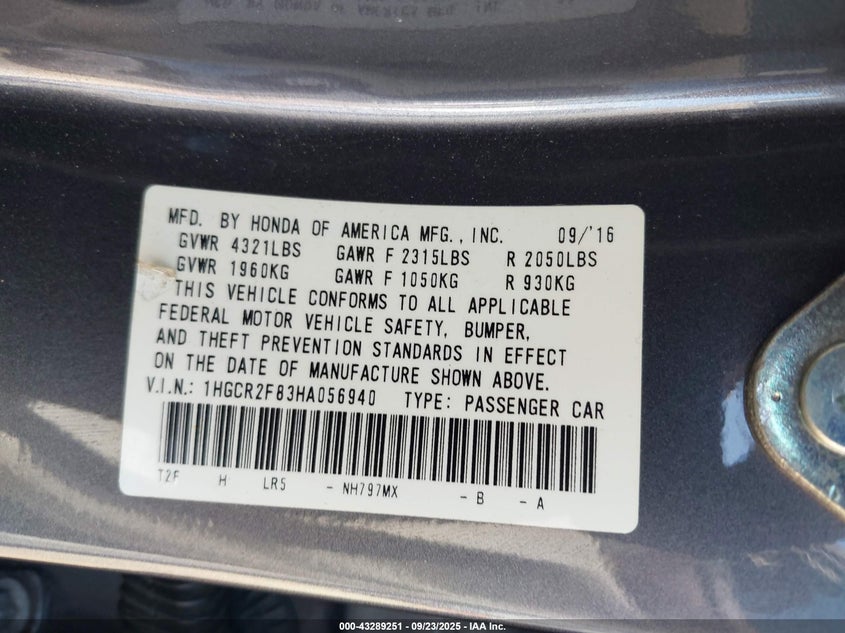 MFD. BY HONDA OF AMERICA MFG., INC. 09/'16
GVWR 4321LBS GAWR F 2315LBS R 2050LBS
GVWR 1960KG GAWR F 1050KG R 930KG
THIS VEHICLE CONFORMS TO ALL APPLICABLE
FEDERAL MOTOR VEHICLE SAFETY, BUMPER,
AND THEFT PREVENTION STANDARDS IN EFFECT
ON THE DATE OF MANUFACTURE SHOWN ABOVE.
V.I.N.: 1HGCR2F83HA056940 TYPE: PASSENGER CAR
T2F H LR5 - NH797MX - B - A
000-43289251 - 09/23/2025 - IAA Inc.